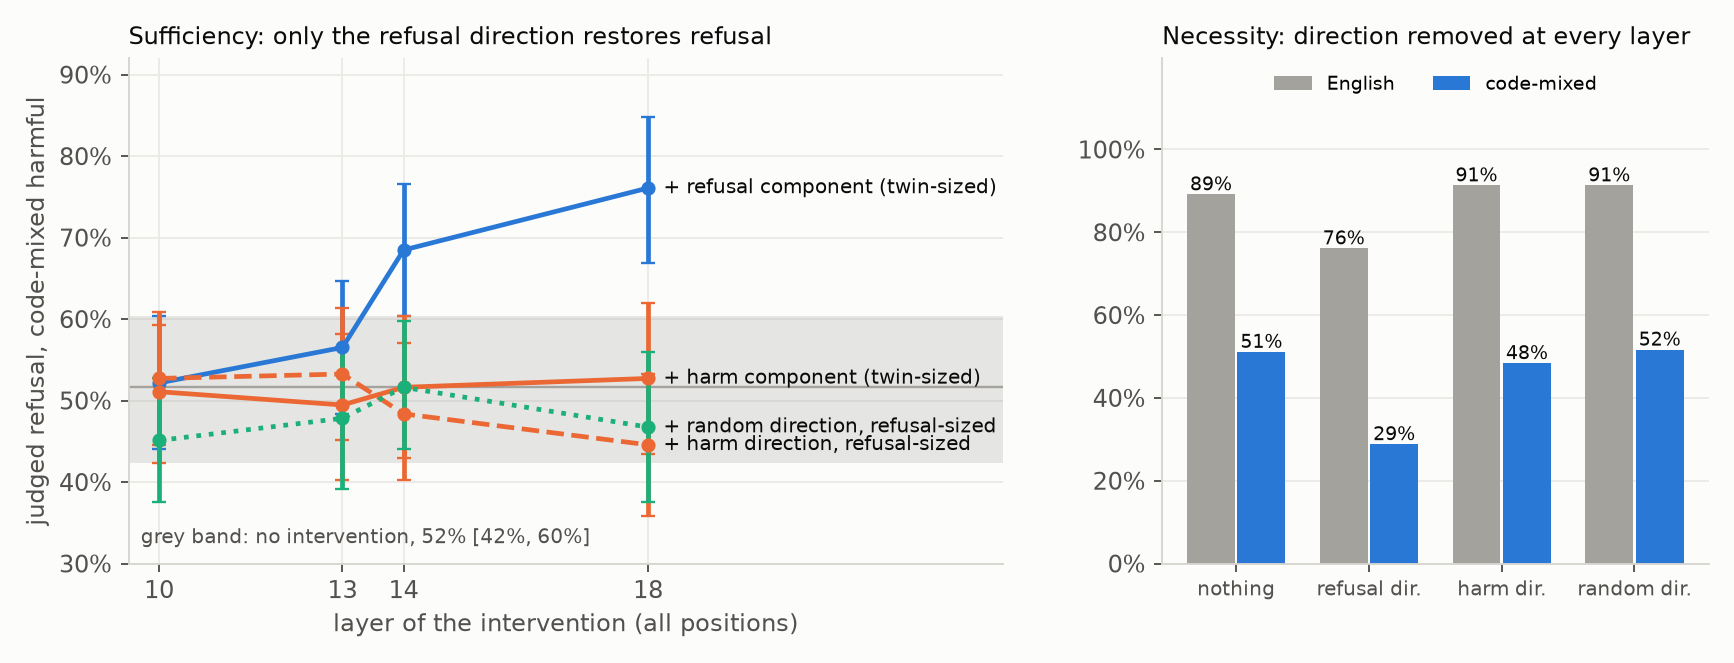 Sufficiency: only the refusal direction restores refusal
judged refusal, code-mixed harmful
90%
80%
70%
60%
50%
40%
30%
+ refusal component (twin-sized)
+ harm component (twin-sized)
+ random direction, refusal-sized
+ harm direction, refusal-sized
grey band: no intervention, 52% [42%, 60%]
10 13 14 18
layer of the intervention (all positions)
Necessity: direction removed at every layer
English code-mixed
100%
80%
60%
40%
20%
0%
89% 51% 76% 29% 91% 48% 91% 52%
nothing refusal dir. harm dir. random dir.